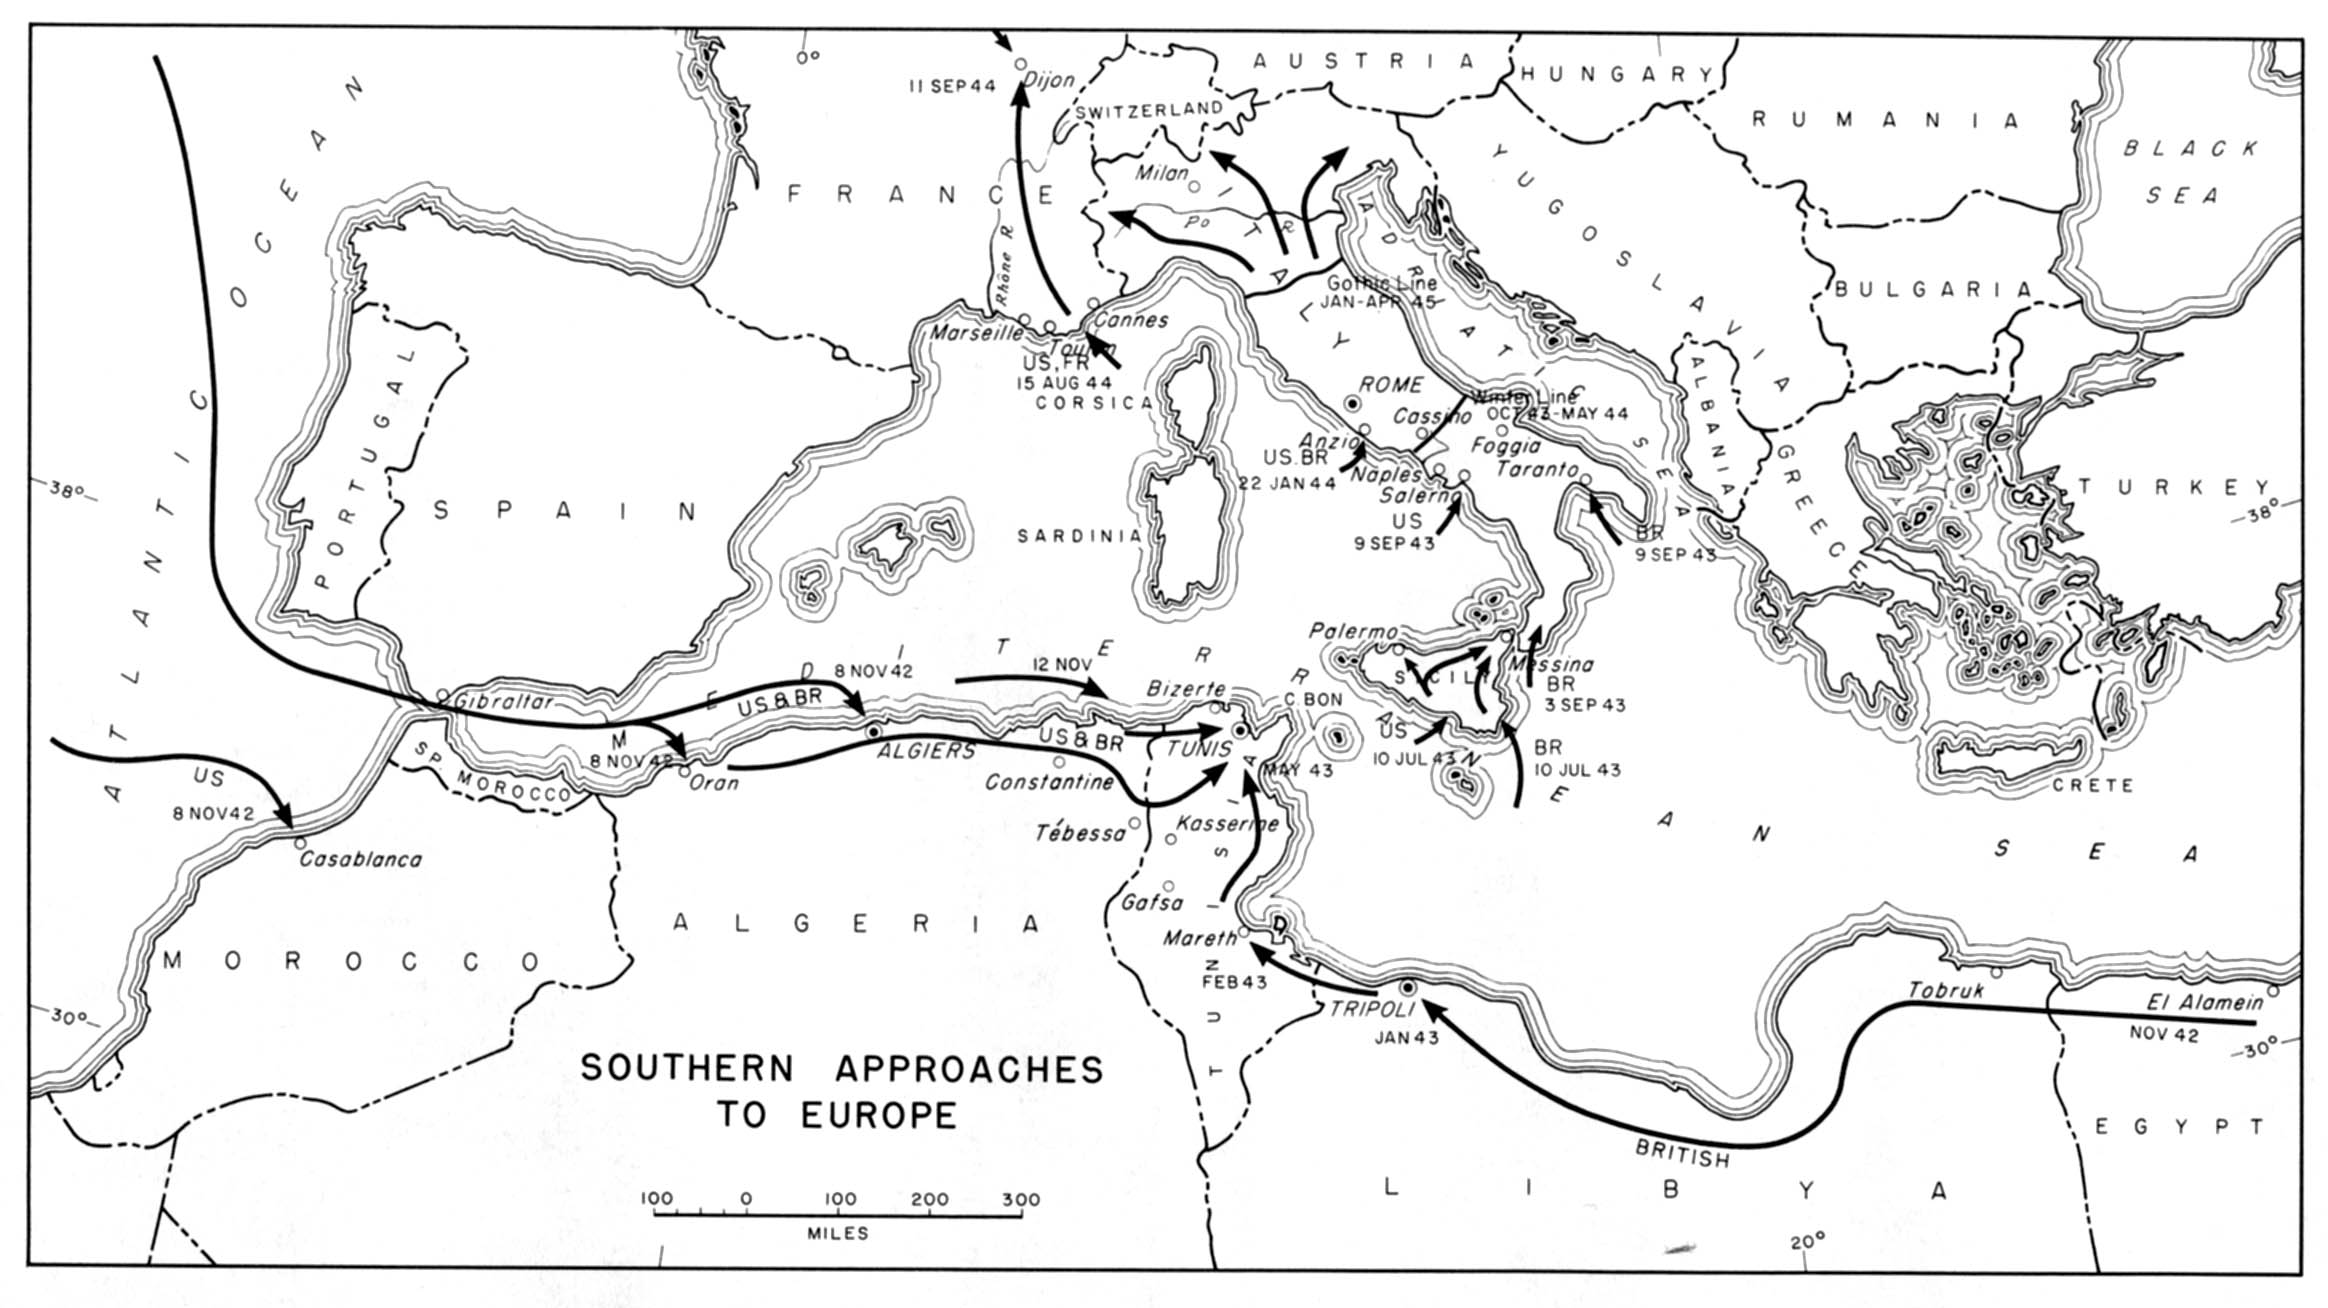 0°
AUSTRIA
HUNGARY
11 SEP 44
Dijon
SWITZERLAND
RUMANIA
BLACK
SEA
ATLANTIC OCEAN
FRANCE
Milan
Po R
ITALY
YUGOSLAVIA
ADRIATIC SEA
Rhône R
BULGARIA
Gothic Line
JAN-APR 45
Marseille
Toulon
Cannes
US, FR
15 AUG 44
CORSICA
PORTUGAL
SPAIN
ROME
Cassino
Winter Line
OCT 43-MAY 44
ALBANIA
GREECE
Anzio
US.BR
22 JAN 44
Foggia
Naples
Taranto
Salerno
US
9 SEP 43
BR
9 SEP 43
TURKEY
38°
38°
SARDINIA
MEDITERRANEAN SEA
Palermo
Messina
SICILY
BR
3 SEP 43
8 NOV 42
12 NOV
Gibraltar
US & BR
Bizerte
C. BON
US & BR
TUNIS
US
10 JUL 43
BR
10 JUL 43
SP. MOROCCO
8 NOV 42
Oran
ALGIERS
Constantine
MAY 43
CRETE
US
8 NOV 42
Casablanca
Tébessa
Kasserine
Gafsa
Mareth
TUNISIA
FEB 43
MOROCCO
ALGERIA
TRIPOLI
JAN 43
Tobruk
El Alamein
NOV 42
30°
30°
SOUTHERN APPROACHES
TO EUROPE
BRITISH
EGYPT
LIBYA
100 0 100 200 300
MILES
20°